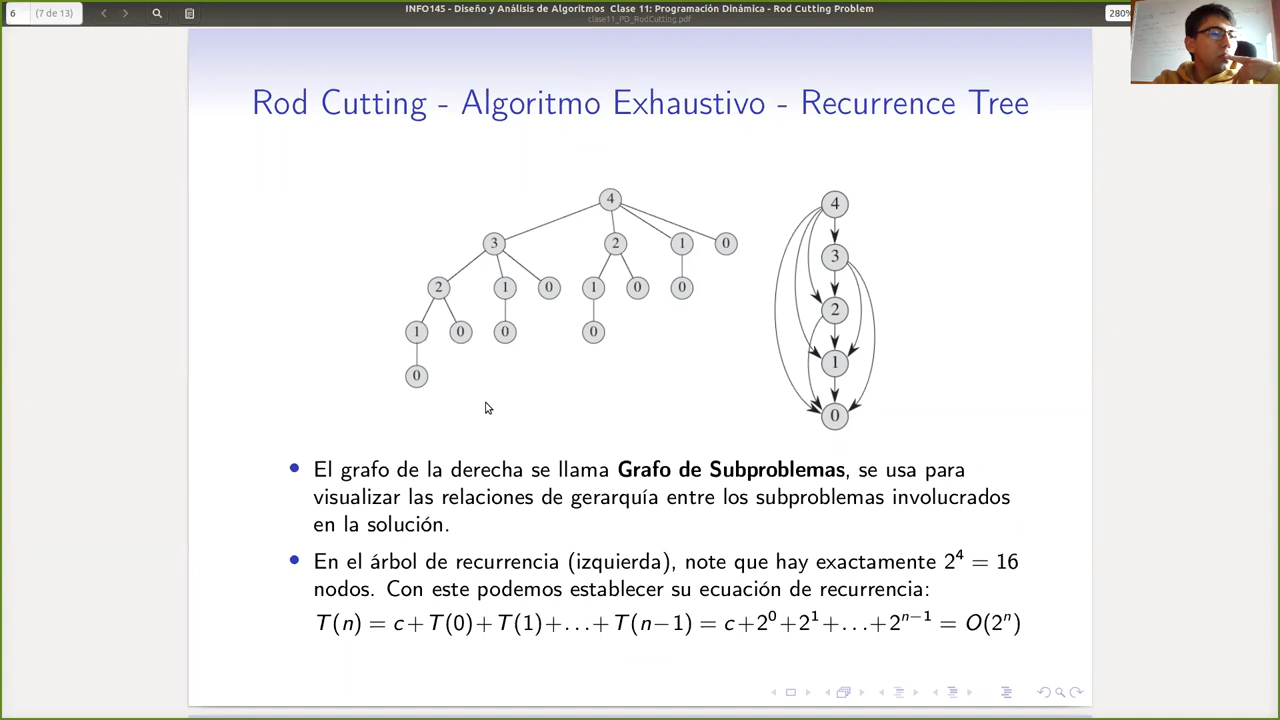 6 (7 de 13)
INFO145 - Diseño y Análisis de Algoritmos Clase 11: Programación Dinámica - Rod Cutting Problem
clase11_PD_RodCutting.pdf
280%
Rod Cutting - Algoritmo Exhaustivo - Recurrence Tree
4
3 2 1 0
2 1 0 1 0 0
1 0 0 0
0
4
3
2
1
0
• El grafo de la derecha se llama Grafo de Subproblemas, se usa para
visualizar las relaciones de gerarquía entre los subproblemas involucrados
en la solución.
• En el árbol de recurrencia (izquierda), note que hay exactamente 2⁴ = 16
nodos. Con este podemos establecer su ecuación de recurrencia:
T(n) = c + T(0) + T(1) + . . . + T(n−1) = c + 2⁰ + 2¹ + . . . + 2ⁿ⁻¹ = O(2ⁿ)